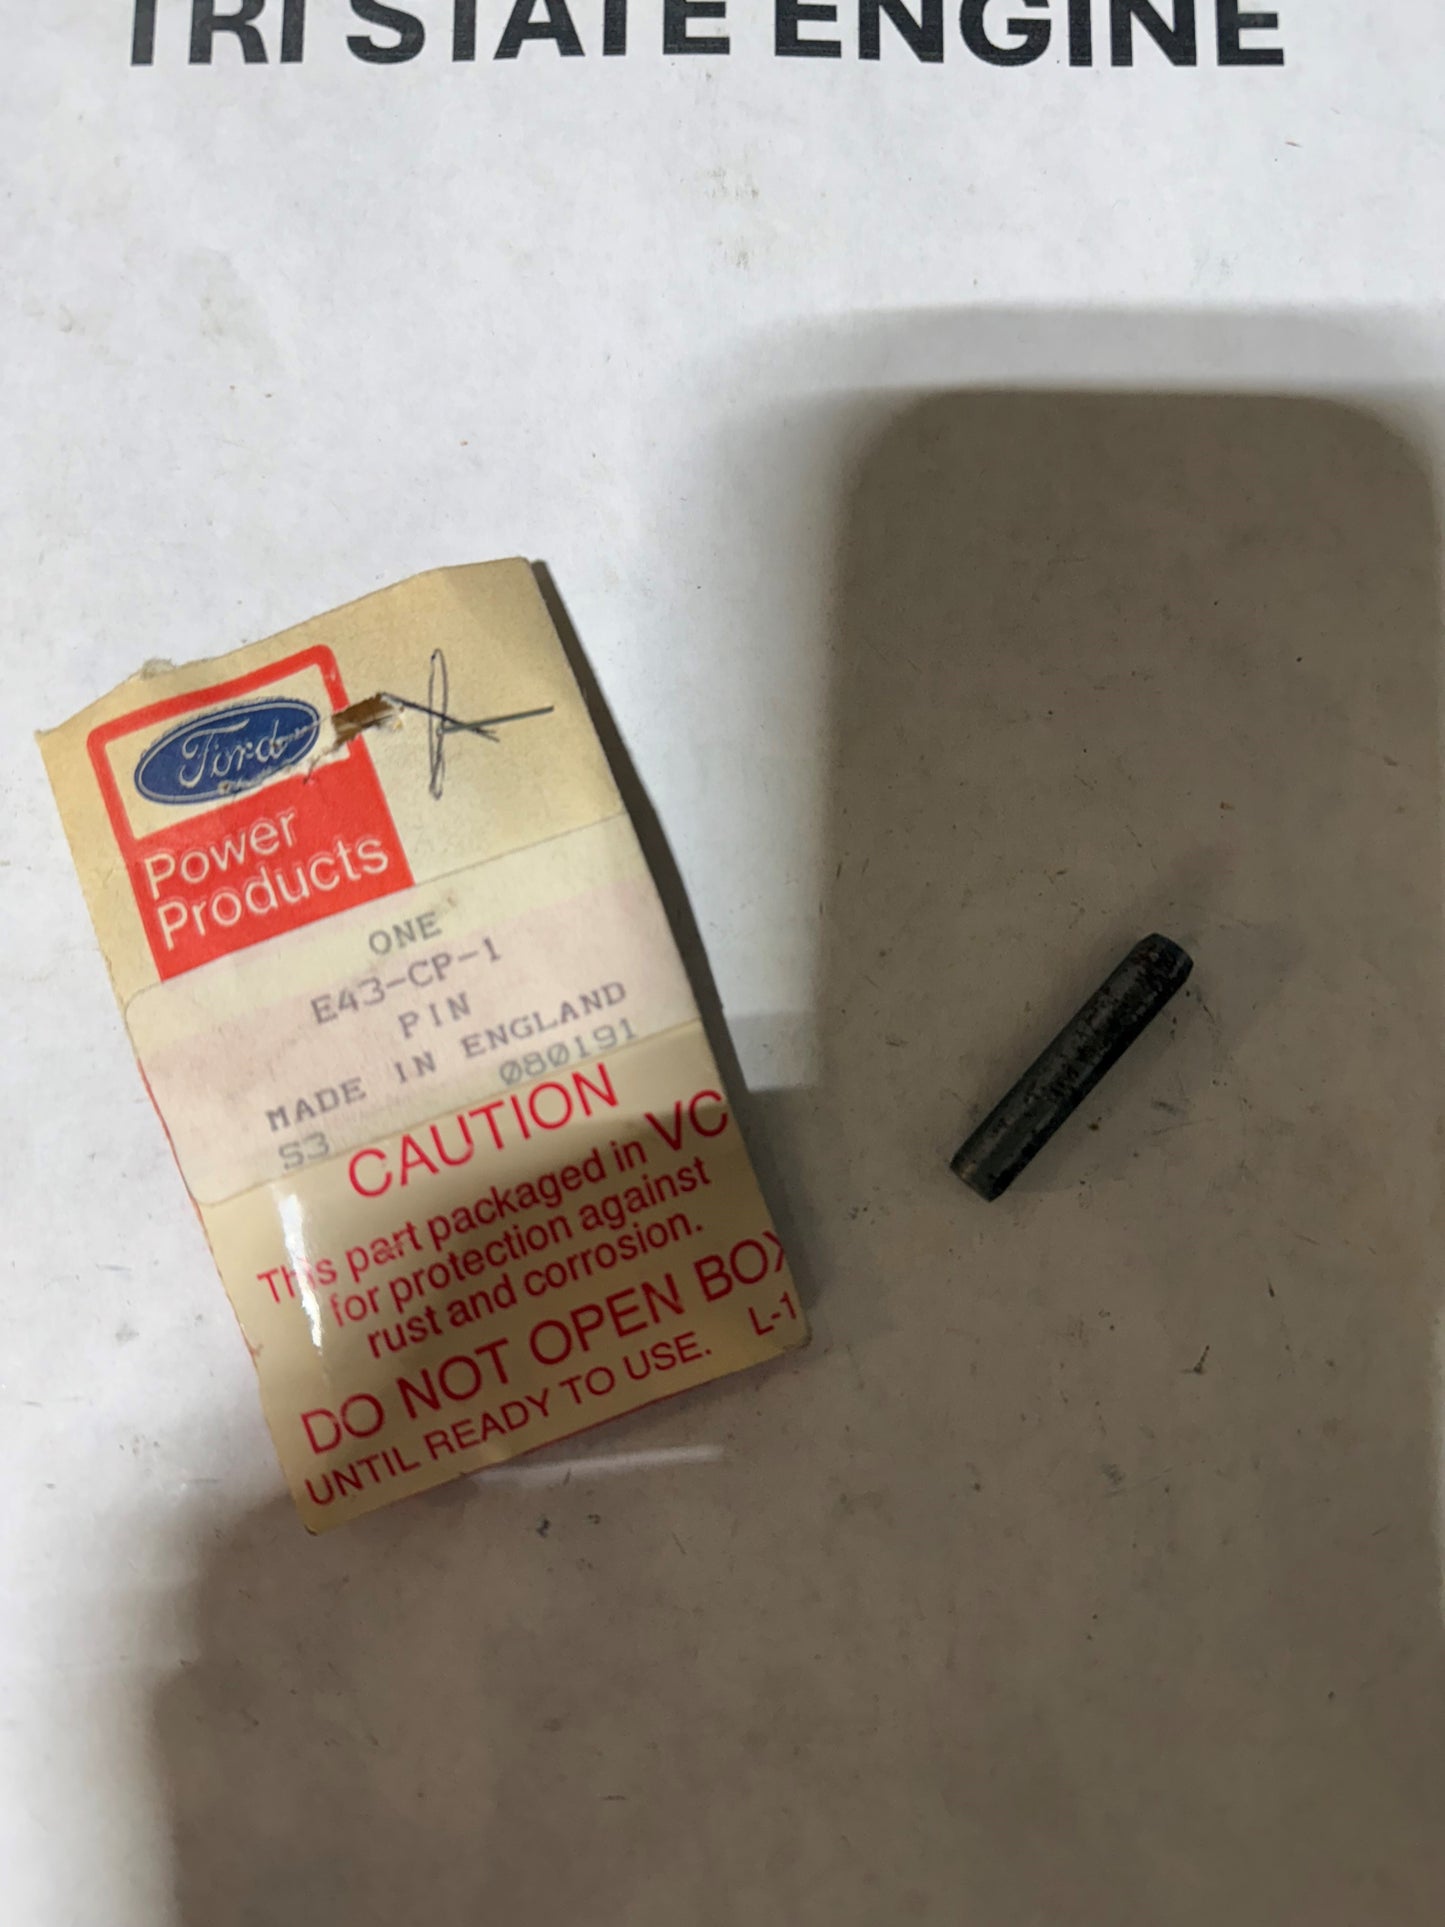 TRI STATE ENGINE
Ford
Power
Products
ONE
E43-CP-1
PIN
MADE IN ENGLAND
S3 080191
CAUTION
This part packaged in VC
for protection against
rust and corrosion.
DO NOT OPEN BOX
UNTIL READY TO USE. L-1